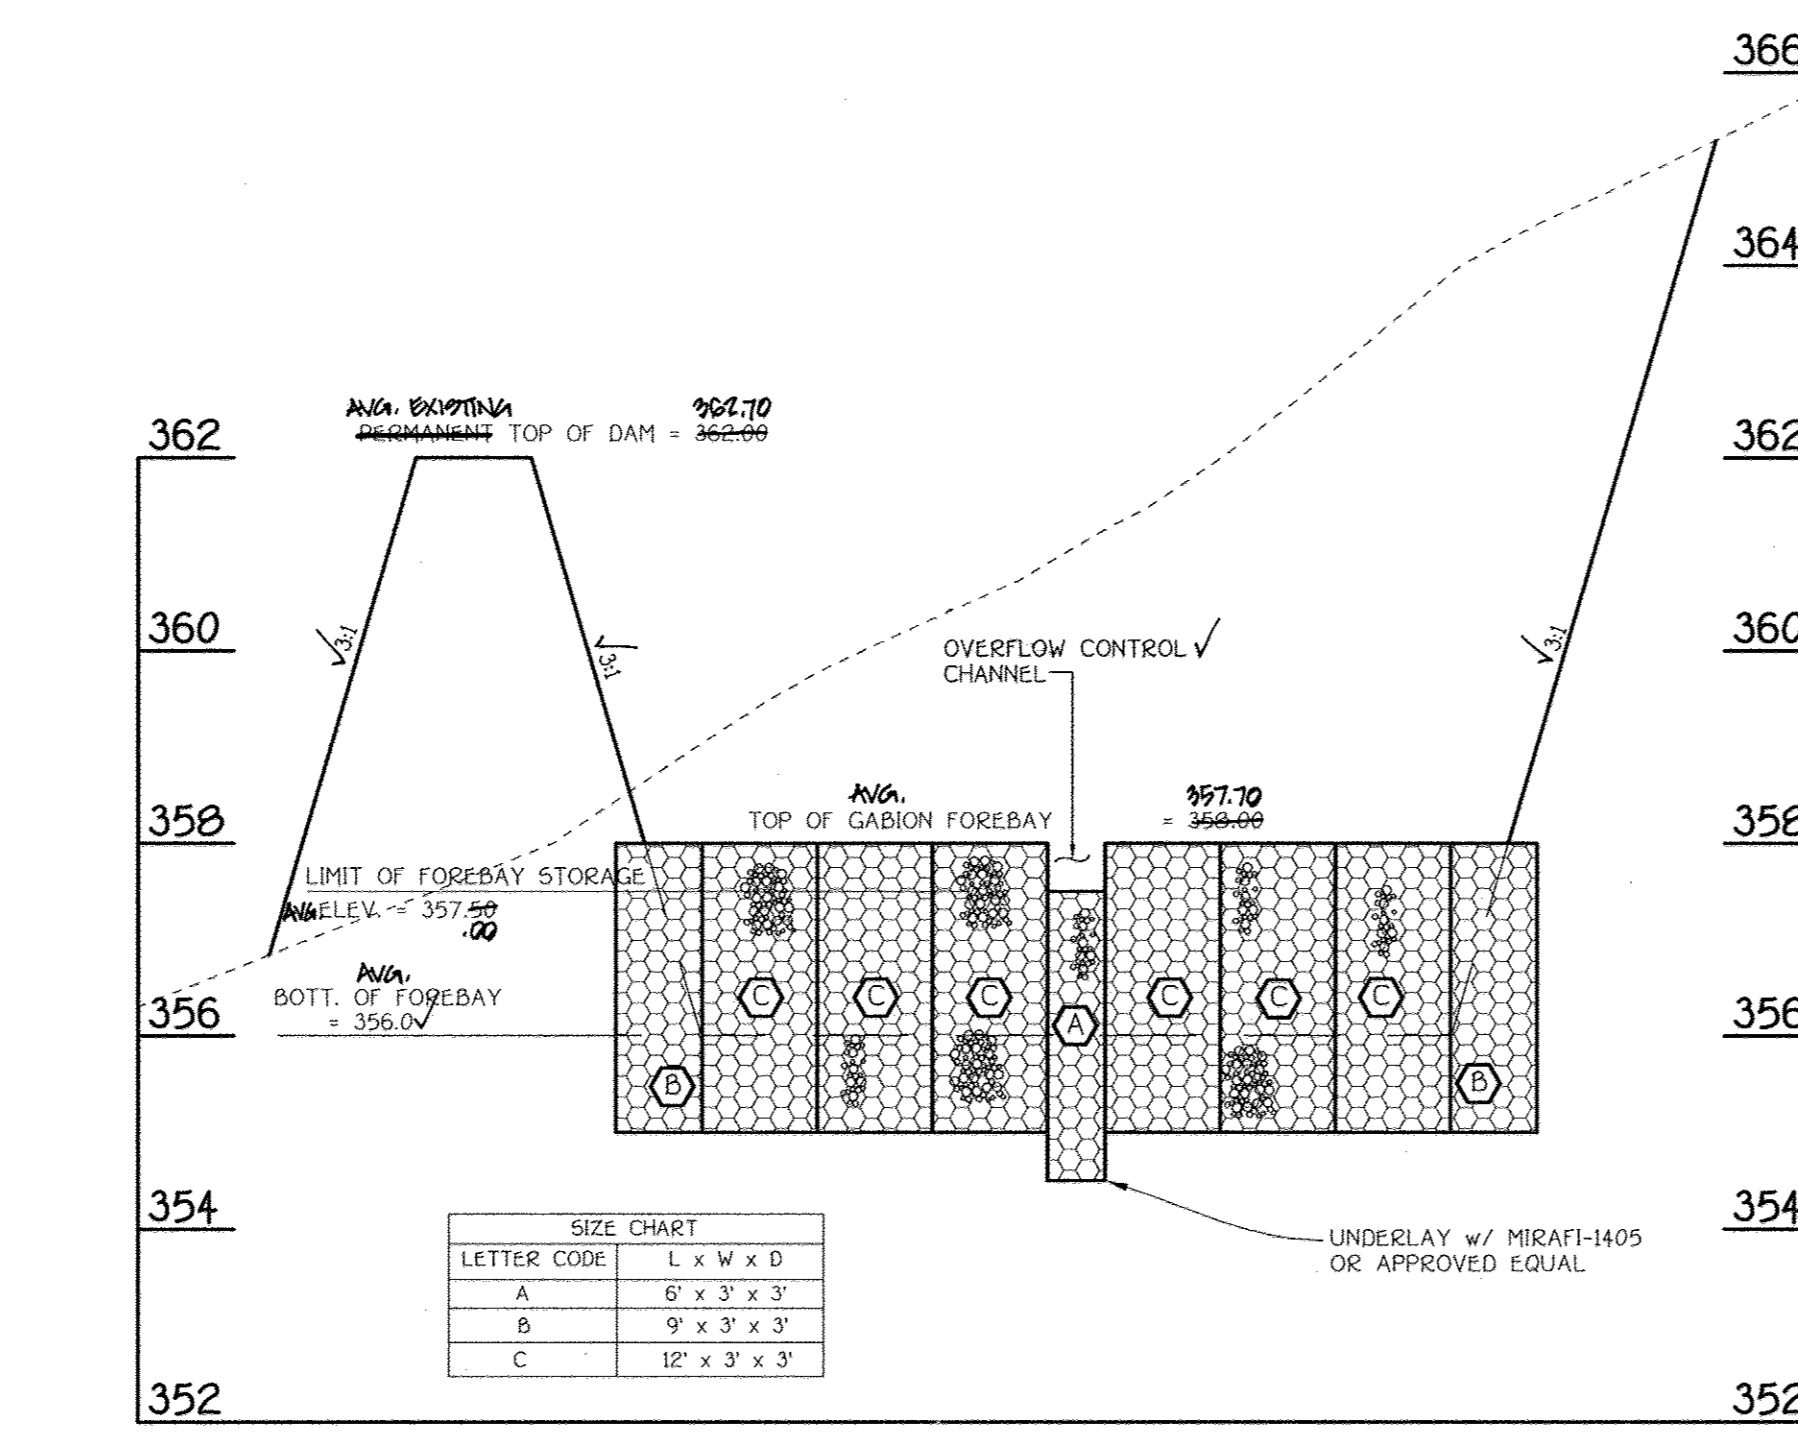 366
364
AVG. EXISTING 362.70
PERMANENT TOP OF DAM = 362.00
362
362
3:1
3:1
3:1
360
360
OVERFLOW CONTROL
CHANNEL
AVG. 357.70
TOP OF GABION FOREBAY = 358.00
358
358
LIMIT OF FOREBAY STORAGE
AVG ELEV. = 357.50
.00
AVG.
BOTT. OF FOREBAY
= 356.0
356
356
C
C
C
A
C
C
C
B
B
354
354
UNDERLAY w/ MIRAFI-1405
OR APPROVED EQUAL
SIZE CHART
LETTER CODE L x W x D
A 6' x 3' x 3'
B 9' x 3' x 3'
C 12' x 3' x 3'
352
352